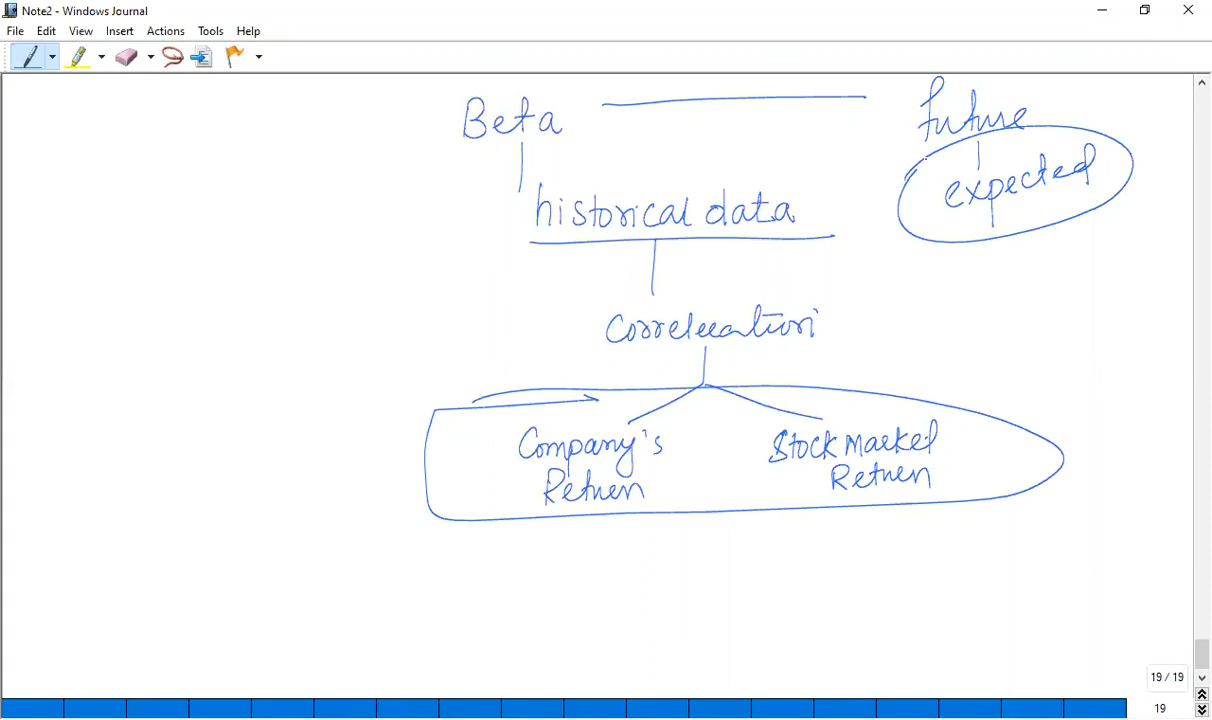 Note2 - Windows Journal
File Edit View Insert Actions Tools Help
Beta future
expected
historical data
Correlucation
Company's Stock Market
Return Return
19 / 19
19